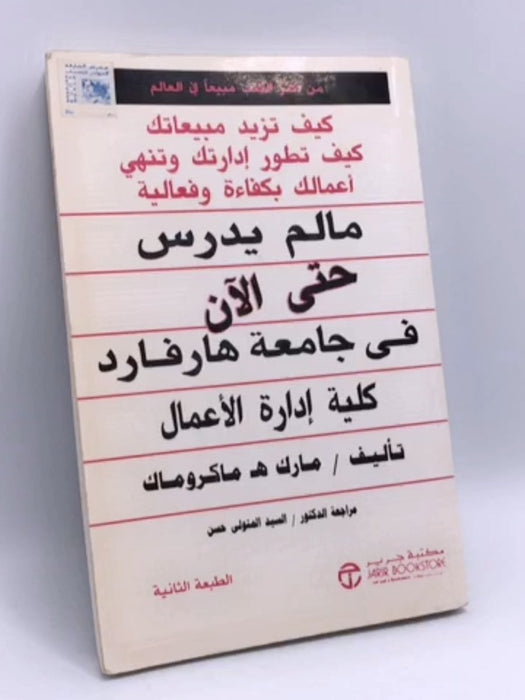 من أكثر الكتب مبيعاً في العالم
كيف تزيد مبيعاتك
كيف تطور إدارتك وتنهي
أعمالك بكفاءة وفعالية
مالم يدرس
حتى الآن
فى جامعة هارفارد
كلية إدارة الأعمال
تأليف / مارك هـ ماكروماك
مراجعة الدكتور / السيد المتولى حسن
الطبعة الثانية
مكتبة جرير
JARIR BOOKSTORE